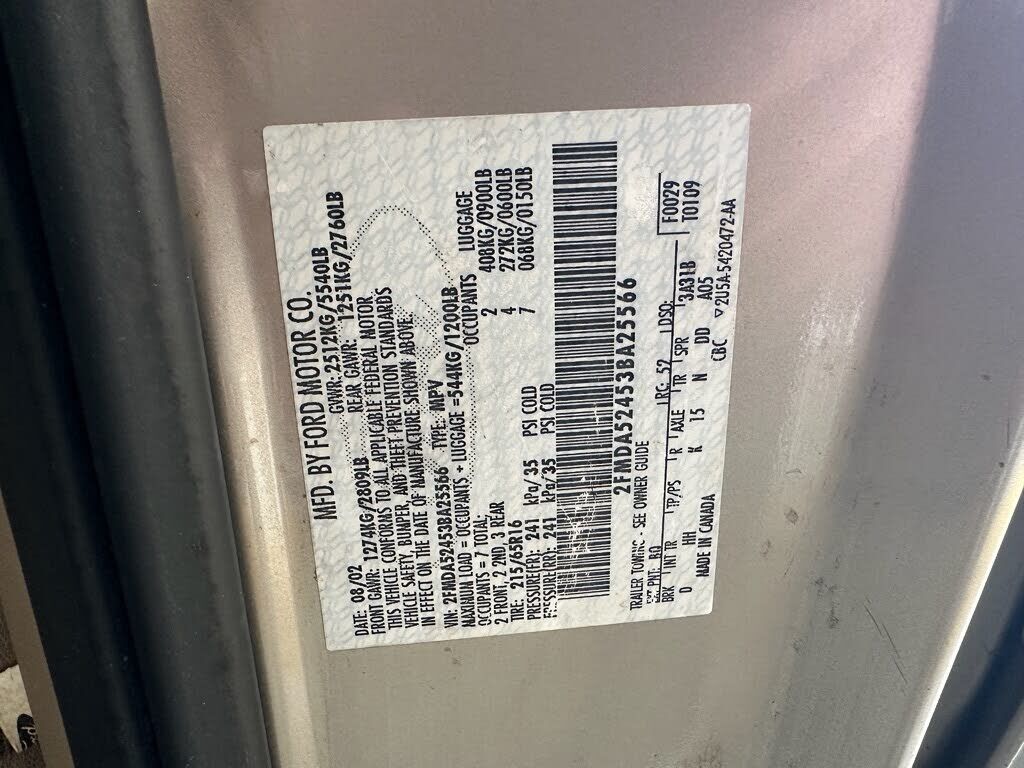 MFD. BY FORD MOTOR CO.
DATE: 08/02 GVWR: 2512KG/5540LB
FRONT GAWR: 1274KG/2809LB REAR GAWR: 1251KG/2760LB
THIS VEHICLE CONFORMS TO ALL APPLICABLE FEDERAL MOTOR
VEHICLE SAFETY, BUMPER, AND THEFT PREVENTION STANDARDS
IN EFFECT ON THE DATE OF MANUFACTURE SHOWN ABOVE.
VIN: 2FMDA52453BA25566 TYPE: MPV
MAXIMUM LOAD = OCCUPANTS + LUGGAGE =544KG/1200LB
OCCUPANTS = 7 TOTAL; OCCUPANTS LUGGAGE
2 FRONT, 2 2ND 3 REAR 2 408KG/0900LB
TIRE: 215/65R16 4 272KG/0600LB
PRESSURE(FR): 241 kPa/35 PSI COLD 7 068KG/0150LB
PRESSURE(RR): 241 kPa/35 PSI COLD
2FMDA52453BA25566
TRAILER TOWING - SEE OWNER GUIDE
EXT PNT: BQ RC: 52 DSO: F0029
BRK INT TR TP/PS R AXLE TR SPR T0109
D HH K 15 N DD 3A31B A05
MADE IN CANADA CBC ▽2U5A-5420472-AA